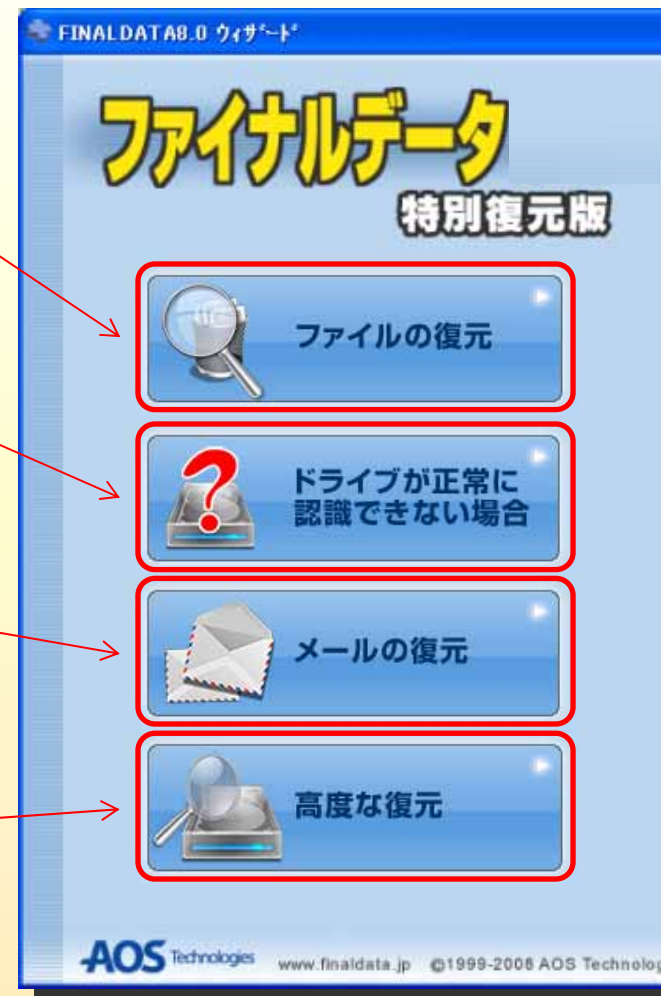 FINALDATA8.0 ウィザード
ファイナルデータ
特別復元版
ファイルの復元
ドライブが正常に
認識できない場合
メールの復元
高度な復元
AOS Technologies www.finaldata.jp ©1999-2008 AOS Technolog